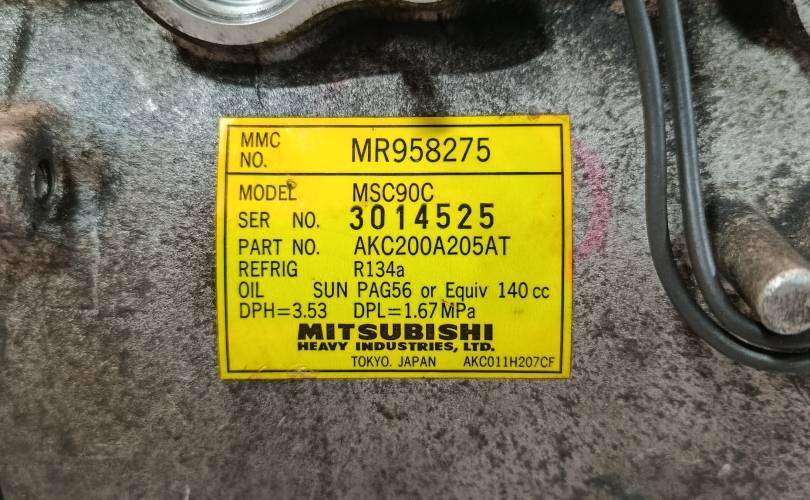 MMC NO. MR958275
MODEL MSC90C
SER NO. 3014525
PART NO. AKC200A205AT
REFRIG R134a
OIL SUN PAG56 or Equiv 140 cc
DPH=3.53 DPL=1.67 MPa
MITSUBISHI
HEAVY INDUSTRIES, LTD.
TOKYO. JAPAN AKC011H207CF